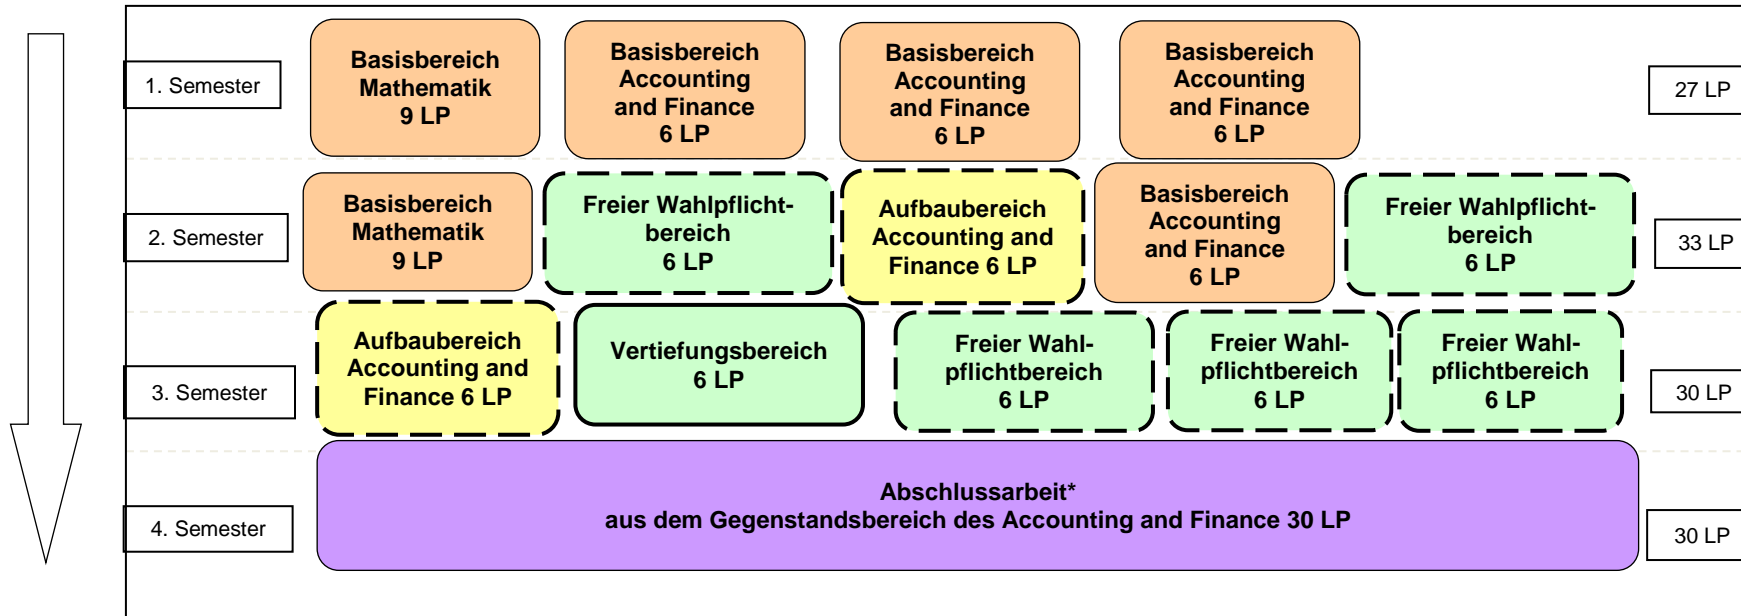 1. Semester
Basisbereich
Mathematik
9 LP
Basisbereich
Accounting
and Finance
6 LP
Basisbereich
Accounting
and Finance
6 LP
Basisbereich
Accounting
and Finance
6 LP
27 LP
2. Semester
Basisbereich
Mathematik
9 LP
Freier Wahlpflicht-
bereich
6 LP
Aufbaubereich
Accounting and
Finance 6 LP
Basisbereich
Accounting
and Finance
6 LP
Freier Wahlpflicht-
bereich
6 LP
33 LP
3. Semester
Aufbaubereich
Accounting and
Finance 6 LP
Vertiefungsbereich
6 LP
Freier Wahl-
pflichtbereich
6 LP
Freier Wahl-
pflichtbereich
6 LP
Freier Wahl-
pflichtbereich
6 LP
30 LP
4. Semester
Abschlussarbeit*
aus dem Gegenstandsbereich des Accounting and Finance 30 LP
30 LP